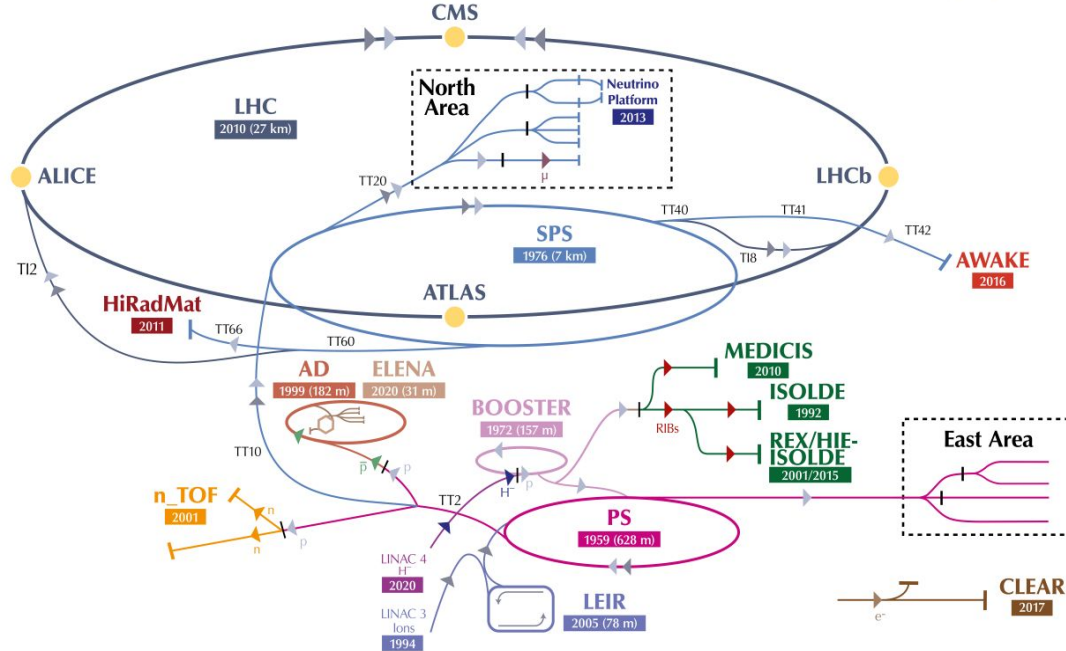 CMS
North
Area
Neutrino
Platform
2013
LHC
2010 (27 km)
ALICE
LHCb
μ
TT20
TT40
TT41
TT42
SPS
1976 (7 km)
TI8
AWAKE
2016
TI2
ATLAS
HiRadMat
2011
TT66
TT60
MEDICIS
2010
AD
1999 (182 m)
ELENA
2020 (31 m)
ISOLDE
1992
BOOSTER
1972 (157 m)
RIBs
REX/HIE-
ISOLDE
2001/2015
East Area
TT10
p̅
p
H⁻
p
TT2
n_TOF
2001
n
n
p
PS
1959 (628 m)
LINAC 4
H⁻
2020
LINAC 3
Ions
1994
LEIR
2005 (78 m)
CLEAR
2017
e⁻